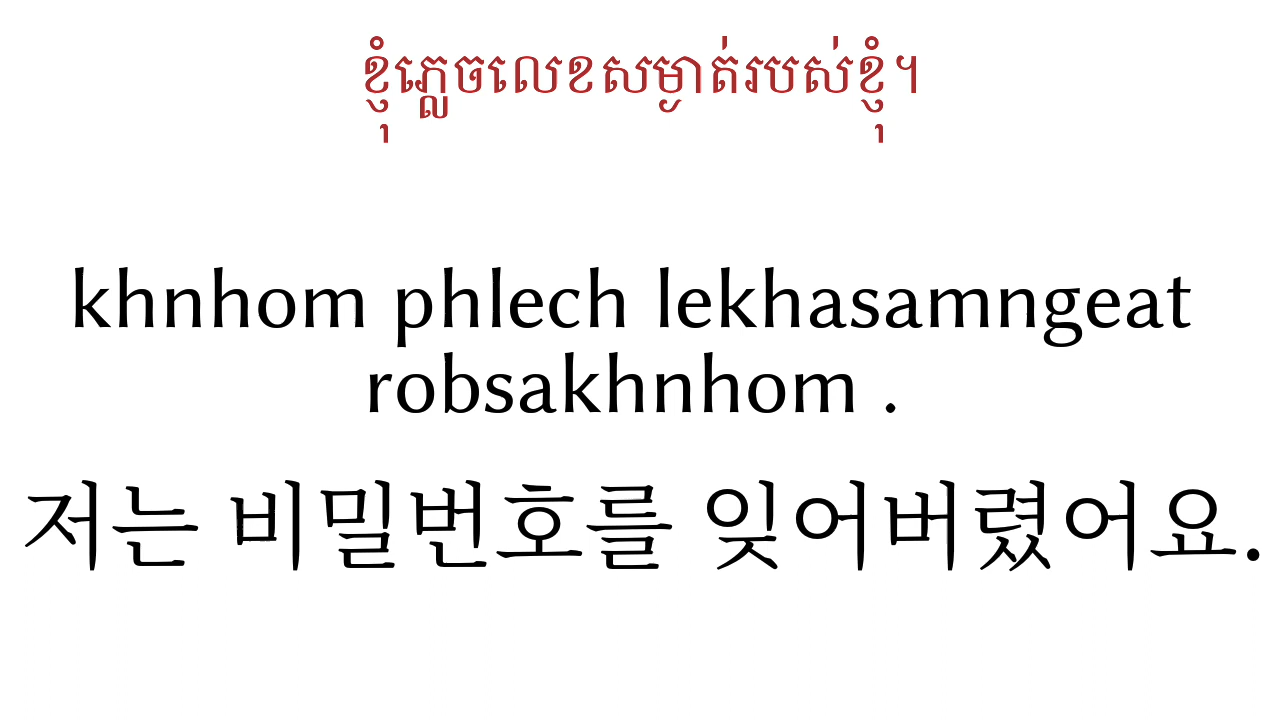 ខ្ញុំភ្លេចលេខសម្ងាត់របស់ខ្ញុំ។
khnhom phlech lekhasamngeat
robsakhnhom .
저는 비밀번호를 잊어버렸어요.